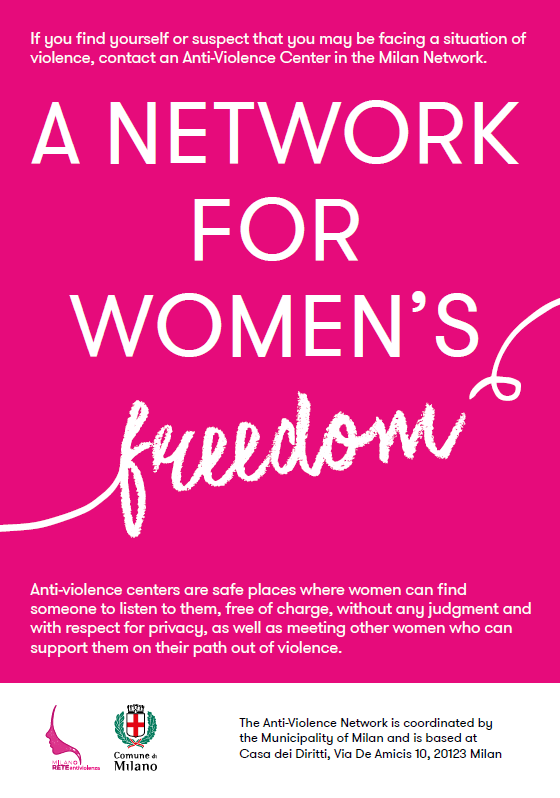 If you find yourself or suspect that you may be facing a situation of
violence, contact an Anti-Violence Center in the Milan Network.
A NETWORK
FOR
WOMEN'S
freedom
Anti-violence centers are safe places where women can find
someone to listen to them, free of charge, without any judgment and
with respect for privacy, as well as meeting other women who can
support them on their path out of violence.
MILANO
RETEantiviolenza
Comune di
Milano
The Anti-Violence Network is coordinated by
the Municipality of Milan and is based at
Casa dei Diritti, Via De Amicis 10, 20123 Milan